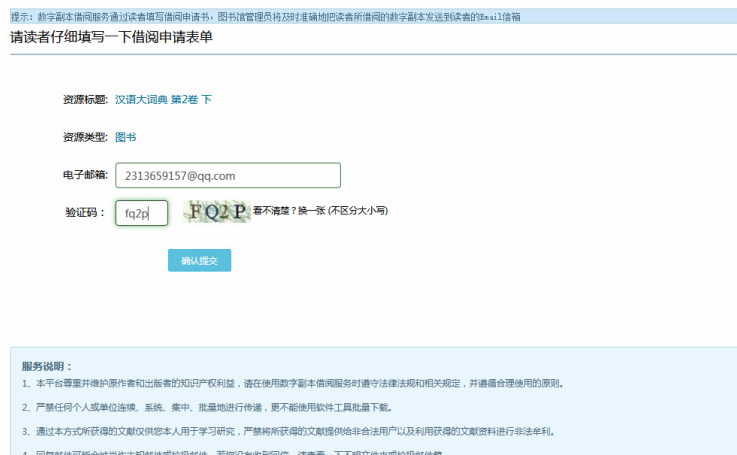 提示：数字副本借阅服务通过读者填写借阅申请书，图书馆管理员将及时准确地把读者所借阅的数字副本发送到读者的Email信箱
请读者仔细填写一下借阅申请表单
资源标题: 汉语大词典 第2卷 下
资源类型: 图书
电子邮箱: 2313659157@qq.com
验证码： fq2p FQ2P 看不清楚？换一张 (不区分大小写)
确认提交
服务说明：
1、本平台尊重并维护原作者和出版者的知识产权利益，请在使用数字副本借阅服务时遵守法律法规和相关规定，并遵循合理使用的原则。
2、严禁任何个人或单位连续、系统、集中、批量地进行传递，更不能使用软件工具批量下载。
3、通过本方式所获得的文献仅供您本人用于学习研究，严禁将所获得的文献提供给非合法用户以及利用获得的文献资料进行非法牟利。